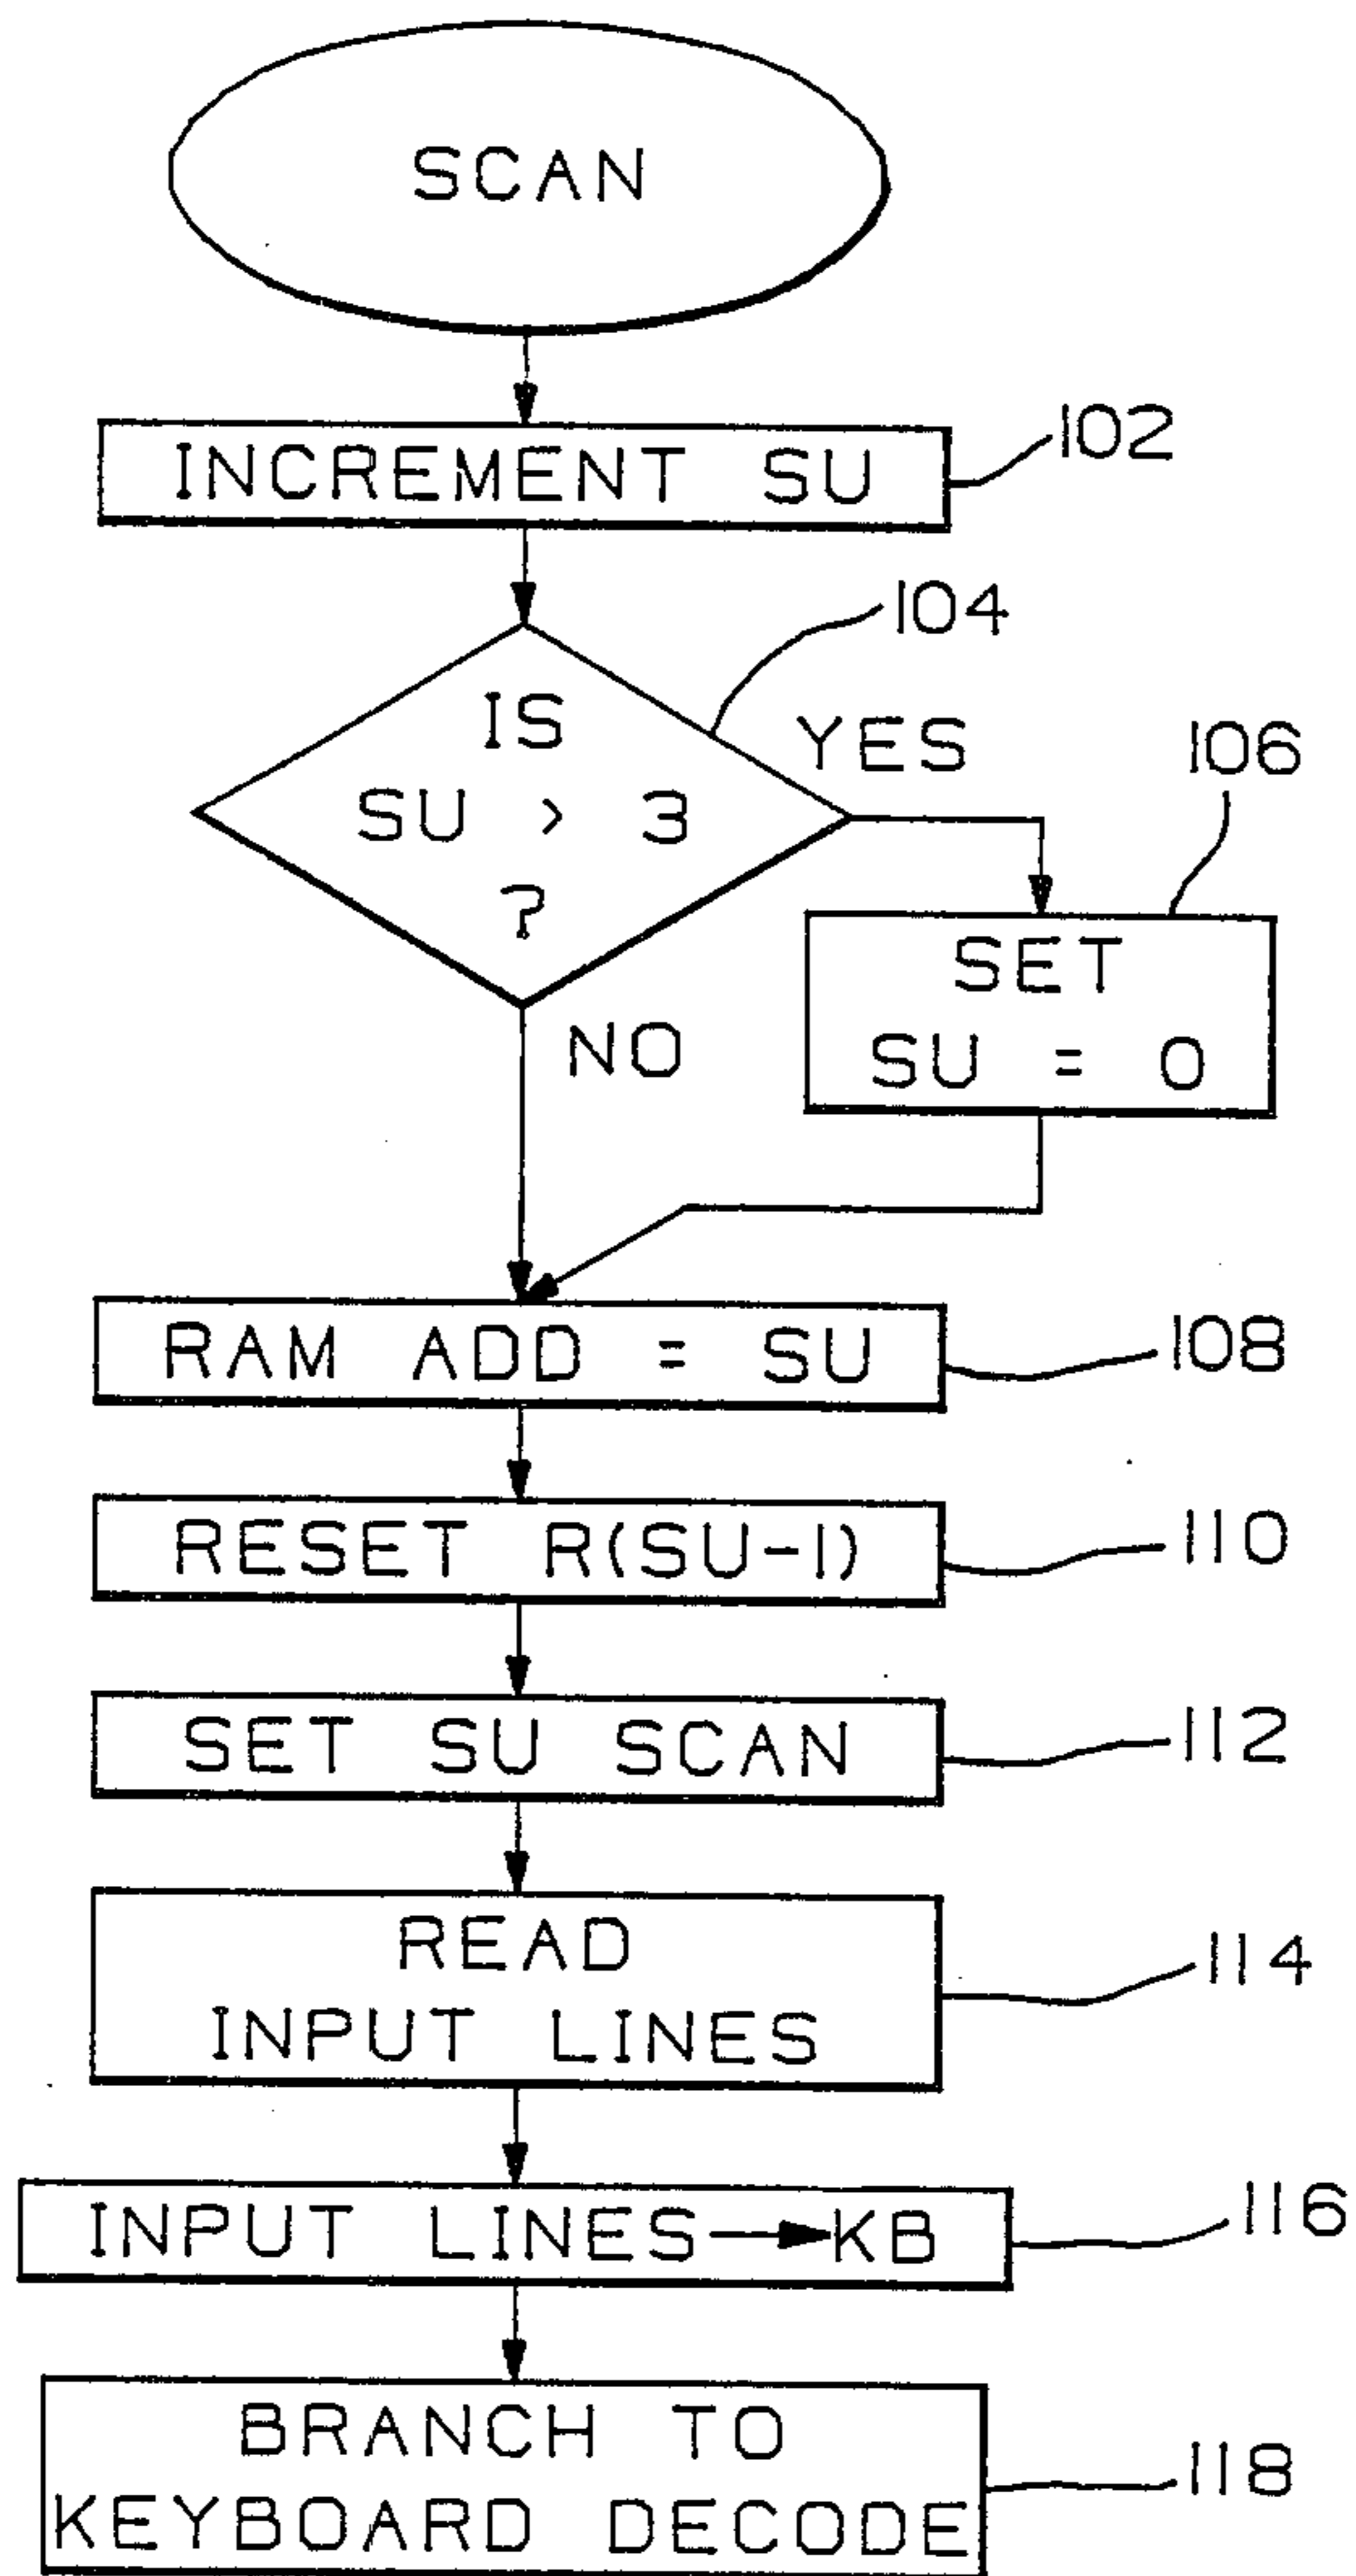 SCAN
INCREMENT SU
102
104
IS
SU > 3
?
YES
106
SET
SU = 0
NO
RAM ADD = SU
108
RESET R(SU-1)
110
SET SU SCAN
112
READ
INPUT LINES
114
INPUT LINES→KB
116
BRANCH TO
KEYBOARD DECODE
118